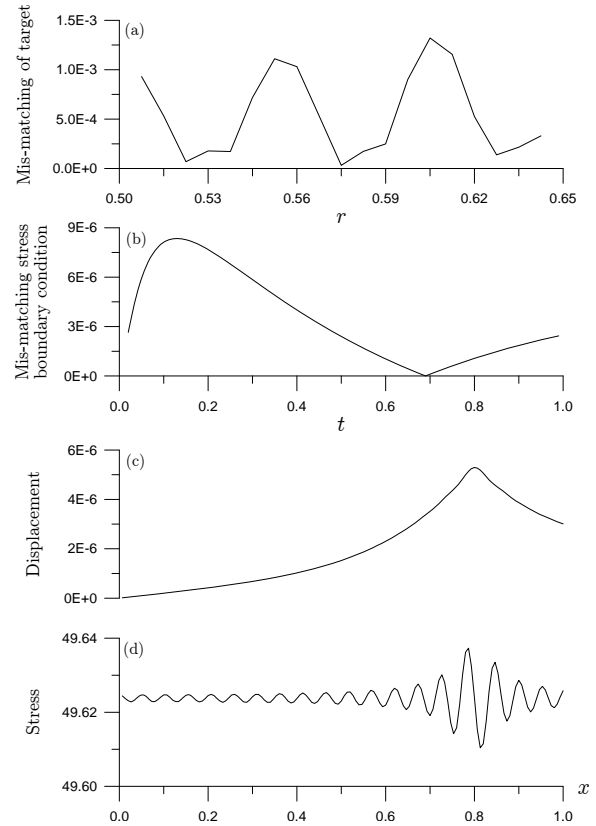 Mis-matching of target
(a)
1.5E-3
1.0E-3
5.0E-4
0.0E+0
0.50 0.53 0.56 0.59 0.62 0.65
r
Mis-matching stress
boundary condition
(b)
9E-6
6E-6
3E-6
0E+0
0.0 0.2 0.4 0.6 0.8 1.0
t
Displacement
(c)
6E-6
4E-6
2E-6
0E+0
Stress
(d)
49.64
49.62
49.60
0.0 0.2 0.4 0.6 0.8 1.0
x